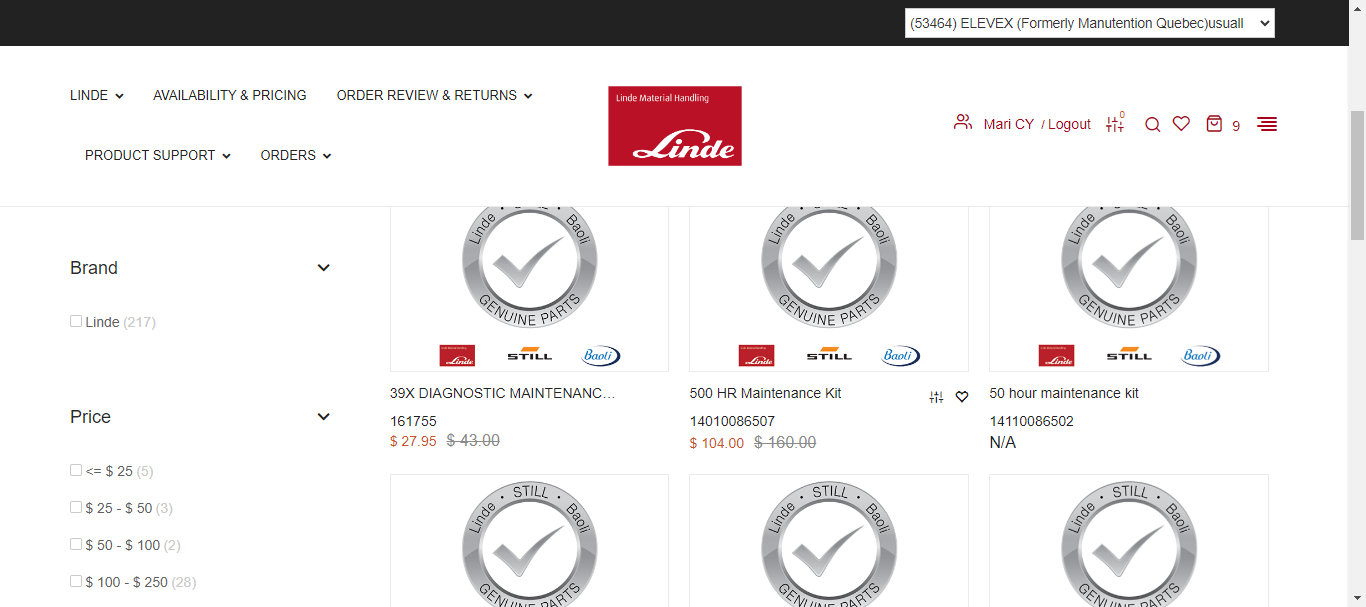 (53464) ELEVEX (Formerly Manutention Quebec)usuall
LINDE
AVAILABILITY & PRICING
ORDER REVIEW & RETURNS
PRODUCT SUPPORT
ORDERS
Linde Material Handling
Linde
Mari CY / Logout
0
9
Brand
Linde (217)
Price
<= $ 25 (5)
$ 25 - $ 50 (3)
$ 50 - $ 100 (2)
$ 100 - $ 250 (28)
Linde · · Baoli
GENUINE PARTS
Linde STILL Baoli
39X DIAGNOSTIC MAINTENANC...
161755
$ 27.95 $ 43.00
Linde · · Baoli
GENUINE PARTS
Linde STILL Baoli
500 HR Maintenance Kit
14010086507
$ 104.00 $ 160.00
Linde · · Baoli
GENUINE PARTS
Linde STILL Baoli
50 hour maintenance kit
14110086502
N/A
Linde · STILL · Baoli
GENUINE PARTS
Linde · STILL · Baoli
GENUINE PARTS
Linde · STILL · Baoli
GENUINE PARTS